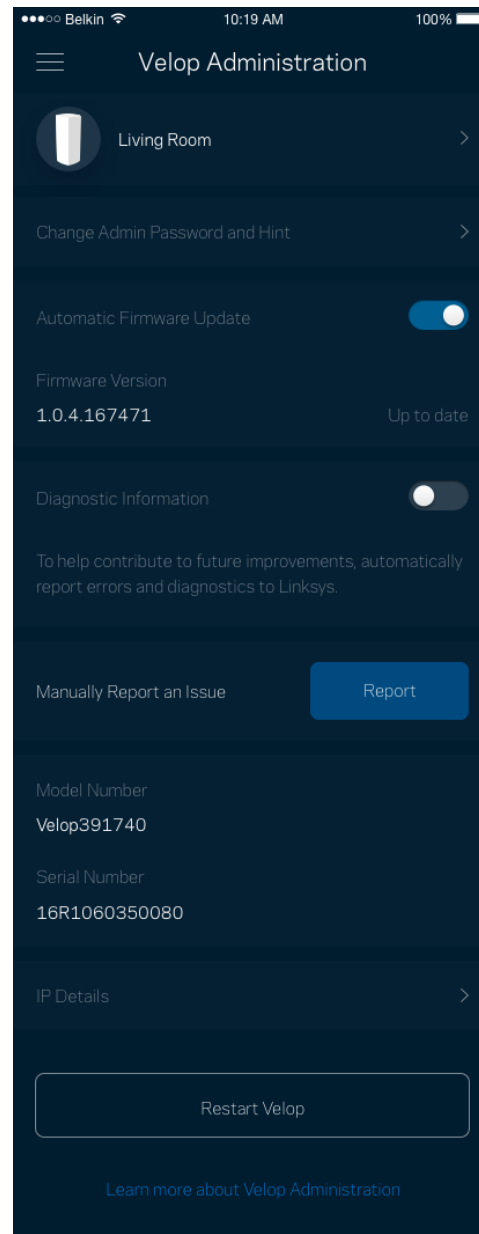 Belkin 10:19 AM 100%
Velop Administration
Living Room
Change Admin Password and Hint
Automatic Firmware Update
Firmware Version
1.0.4.167471 Up to date
Diagnostic Information
To help contribute to future improvements, automatically
report errors and diagnostics to Linksys.
Manually Report an Issue Report
Model Number
Velop391740
Serial Number
16R1060350080
IP Details
Restart Velop
Learn more about Velop Administration